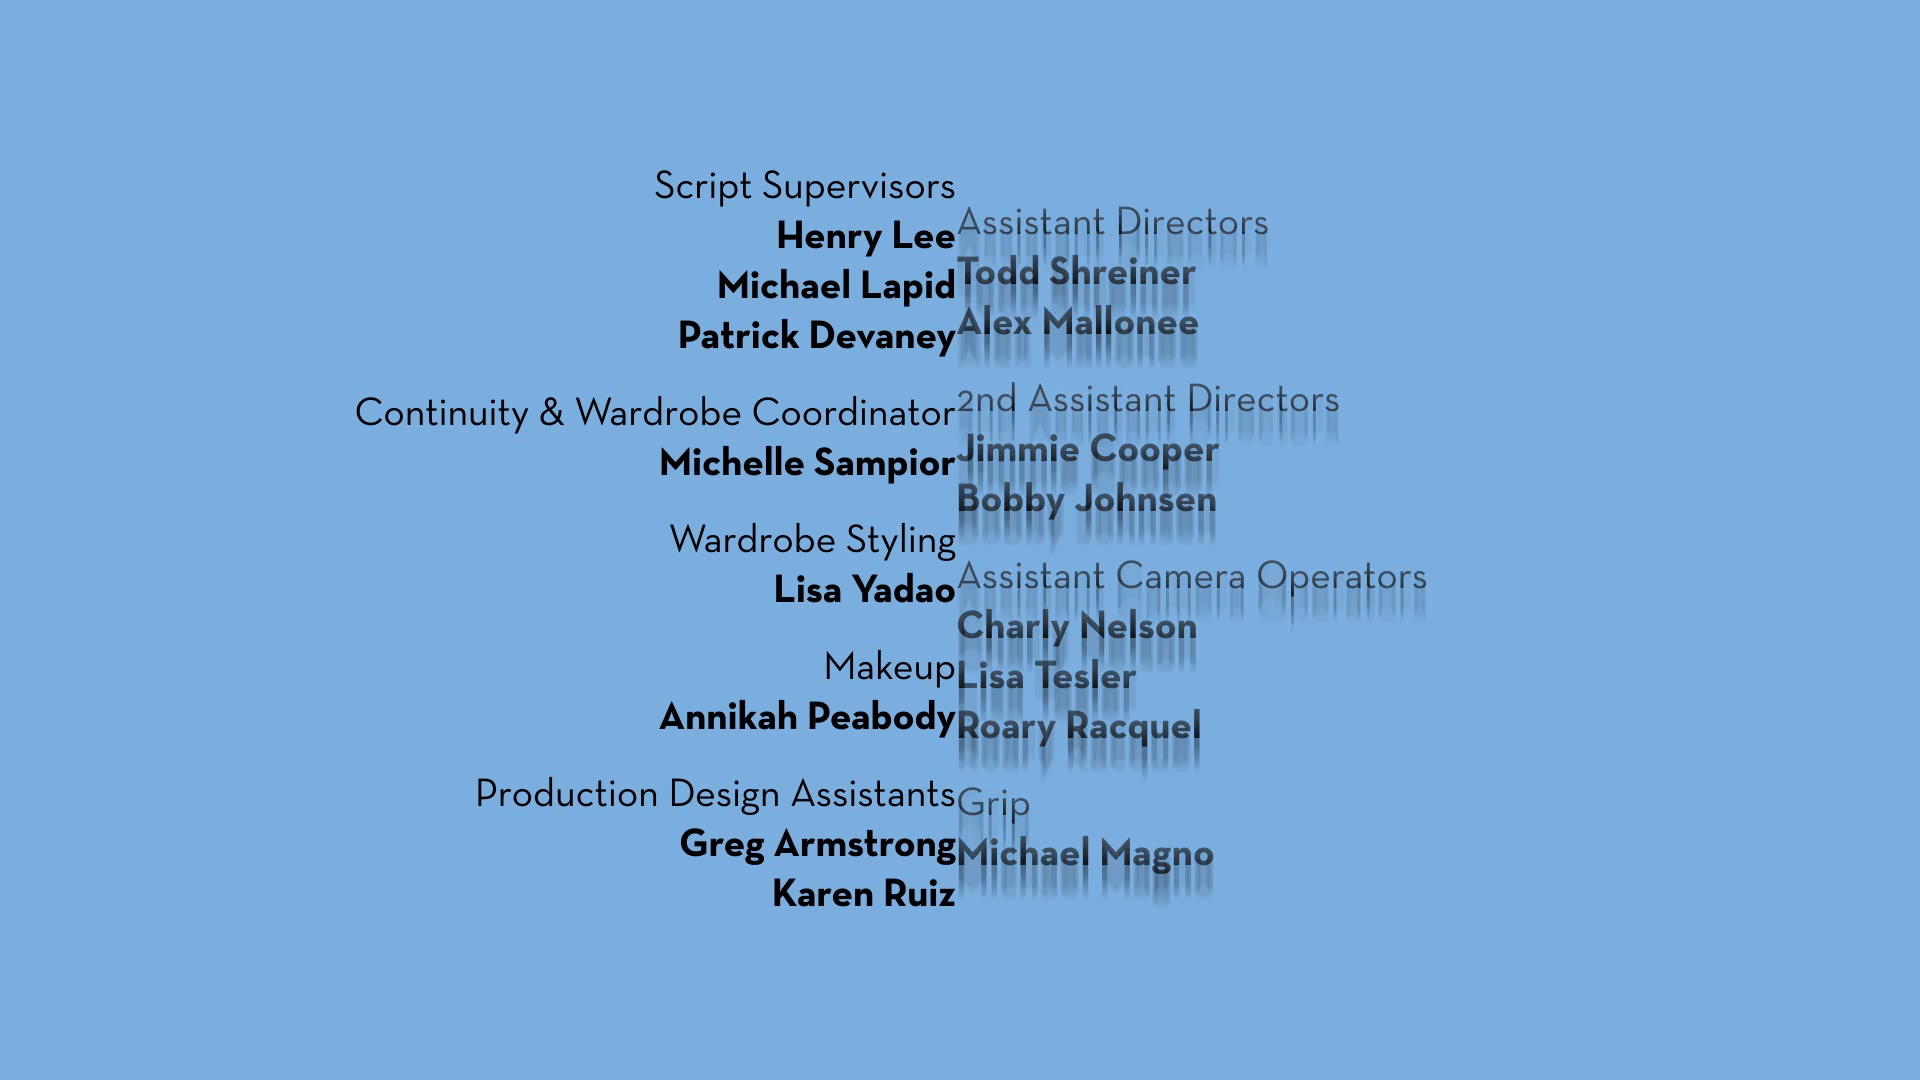 Script Supervisors
Henry Lee
Michael Lapid
Patrick Devaney
Continuity & Wardrobe Coordinator
Michelle Sampior
Wardrobe Styling
Lisa Yadao
Makeup
Annikah Peabody
Production Design Assistants
Greg Armstrong
Karen Ruiz
Assistant Directors
Todd Shreiner
Alex Mallonee
2nd Assistant Directors
Jimmie Cooper
Bobby Johnsen
Assistant Camera Operators
Charly Nelson
Lisa Tesler
Roary Racquel
Grip
Michael Magno